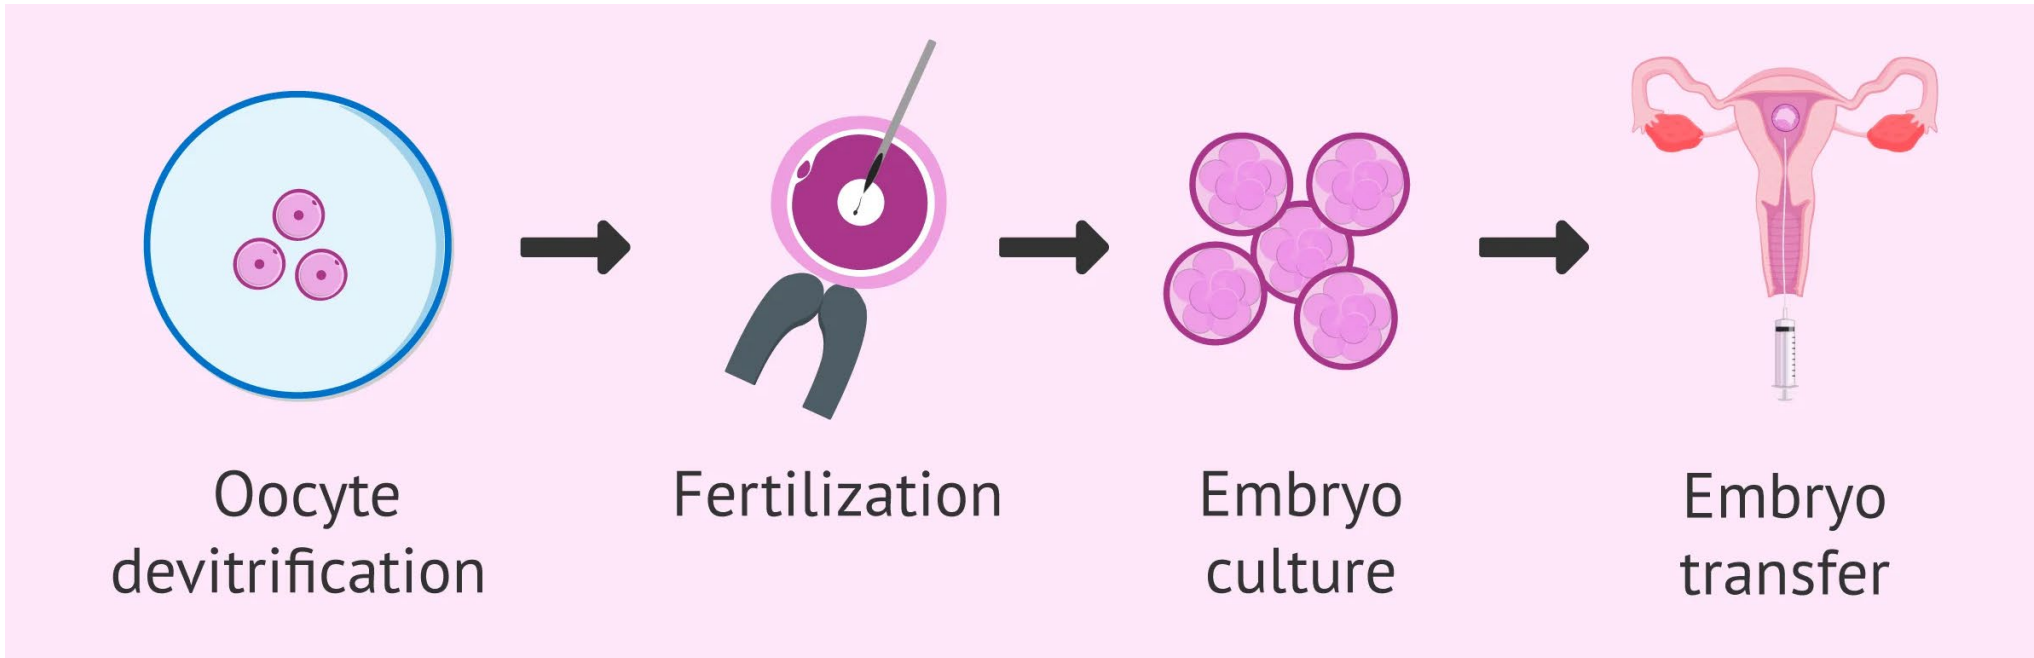 Oocyte
devitrification
Fertilization
Embryo
culture
Embryo
transfer